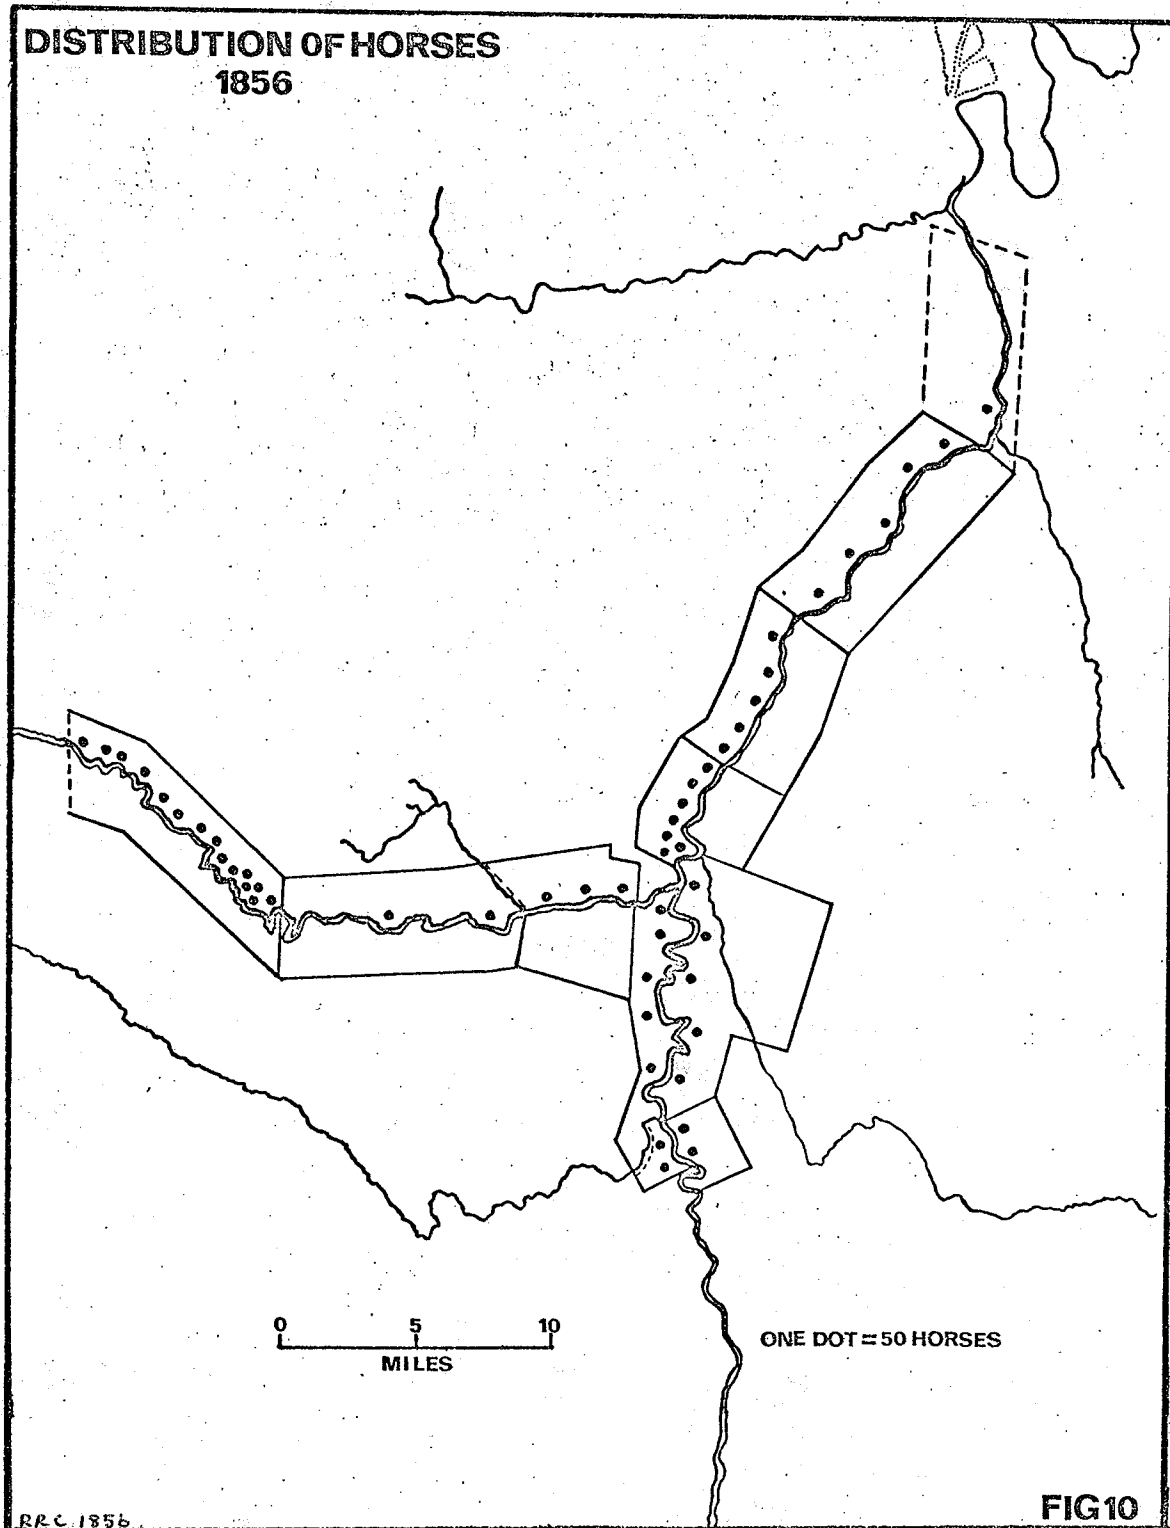 DISTRIBUTION OF HORSES
1856
0 5 10
MILES
ONE DOT = 50 HORSES
FIG 10
RRC 1856